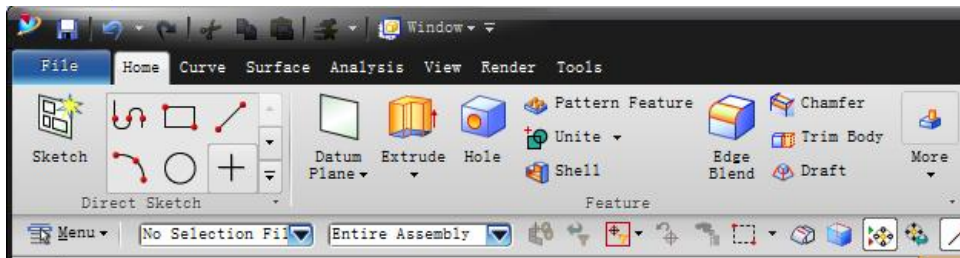 Window
File Home Curve Surface Analysis View Render Tools
Sketch
Datum Plane
Extrude
Hole
Pattern Feature
Unite
Shell
Edge Blend
Chamfer
Trim Body
Draft
More
Direct Sketch
Feature
Menu
No Selection Fil
Entire Assembly